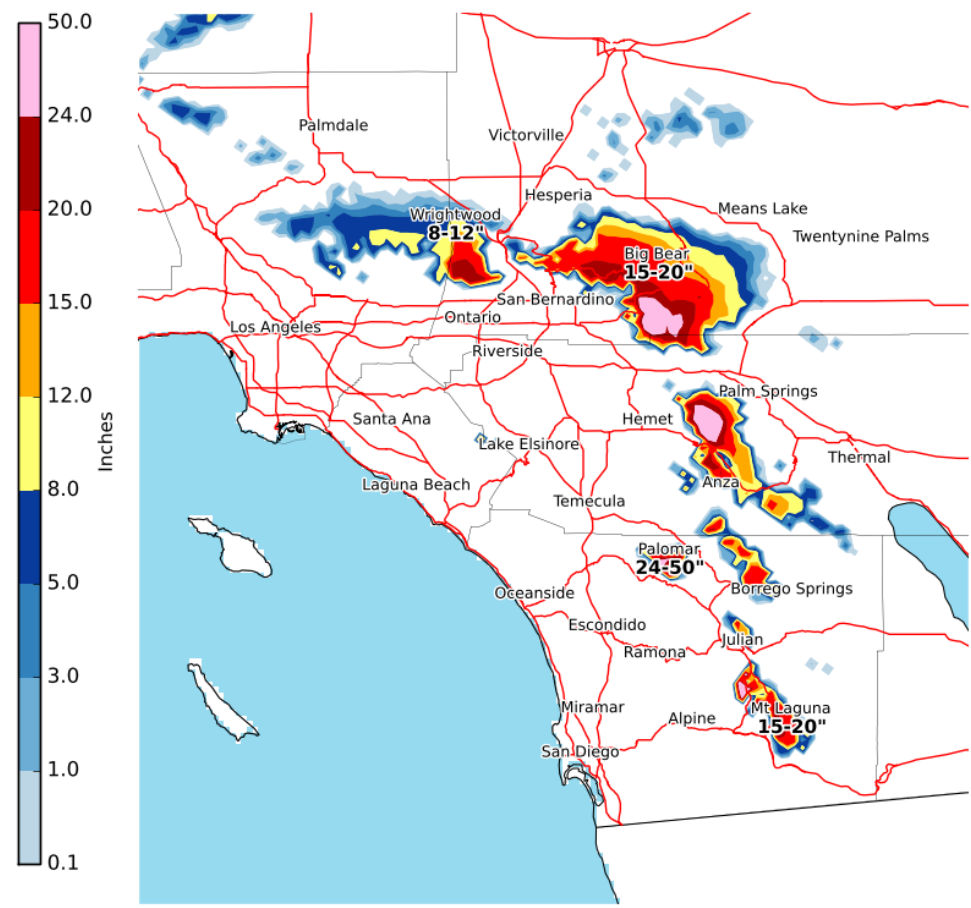 50.0
24.0
20.0
15.0
12.0
8.0
5.0
3.0
1.0
0.1
Inches
Palmdale
Victorville
Hesperia
Means Lake
Wrightwood
8-12"
Twentynine Palms
Big Bear
15-20"
San Bernardino
Ontario
Los Angeles
Riverside
Palm Springs
Santa Ana
Hemet
Lake Elsinore
Thermal
Laguna Beach
Anza
Temecula
Palomar
24-50"
Oceanside
Borrego Springs
Escondido
Julian
Ramona
Miramar
Mt Laguna
15-20"
Alpine
San Diego